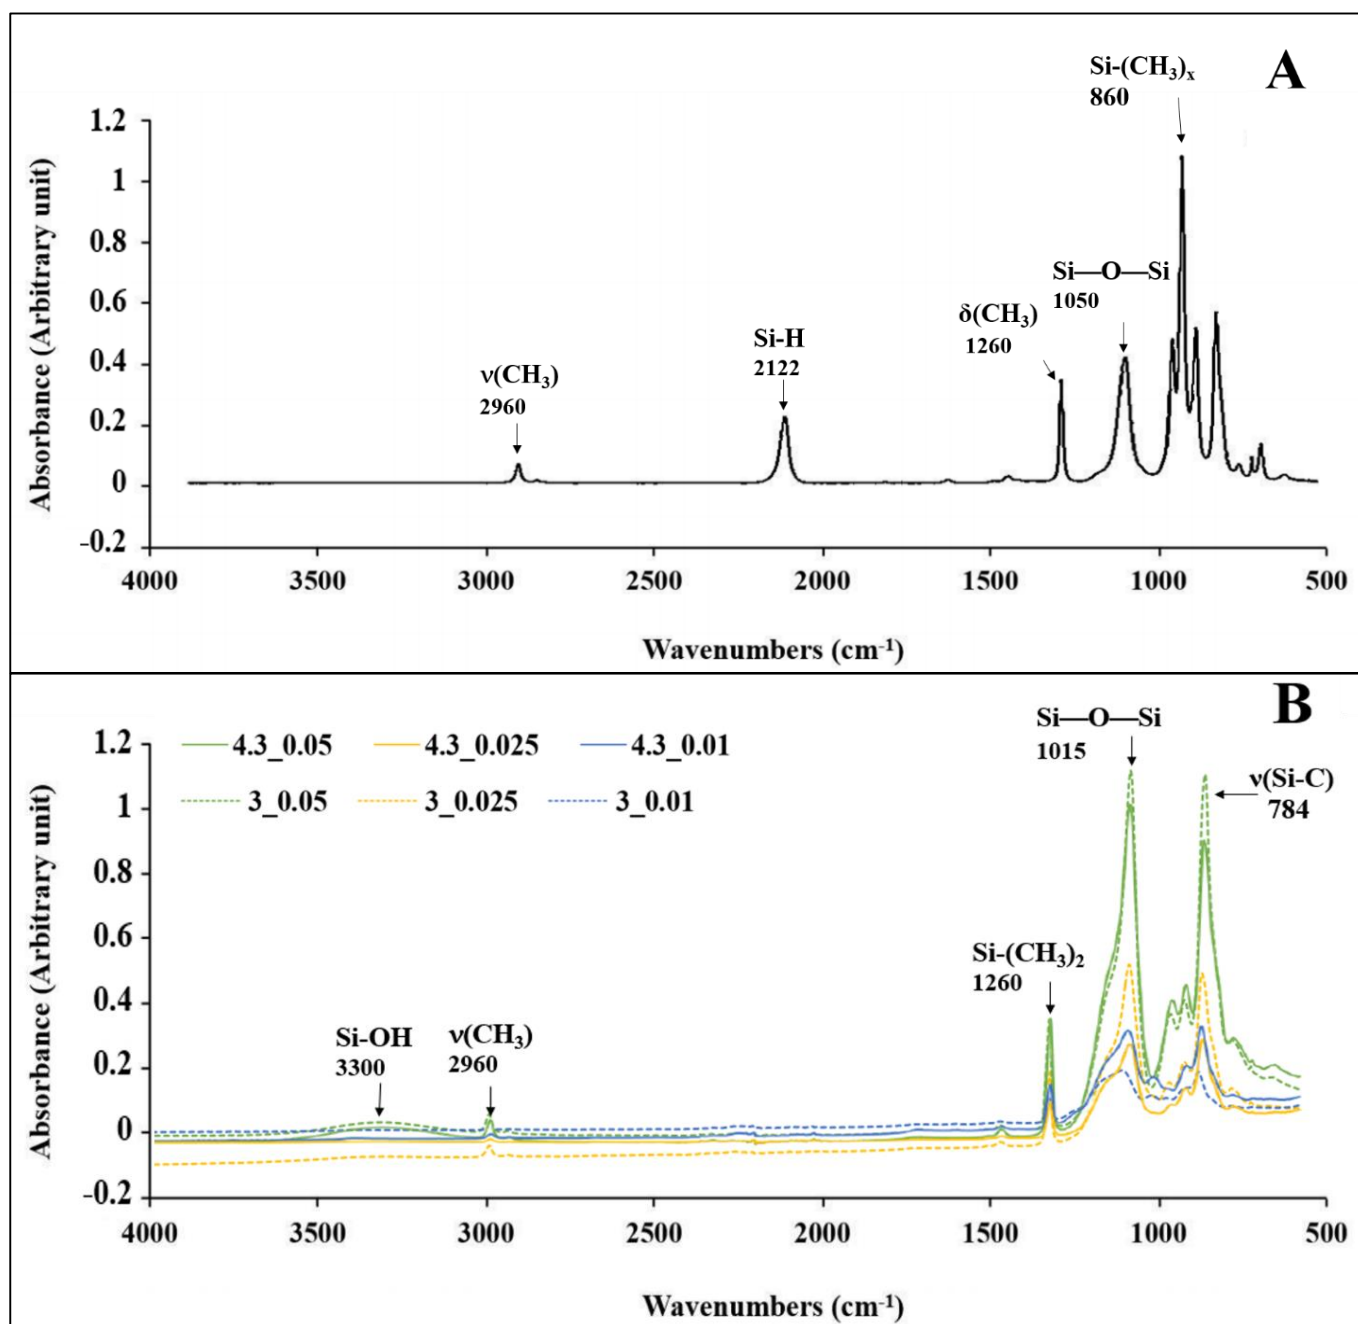 A
Si-(CH₃)ₓ
860
Si—O—Si
1050
δ(CH₃)
1260
Si-H
2122
ν(CH₃)
2960
1.2
1
0.8
0.6
0.4
0.2
0
-0.2
Absorbance (Arbitrary unit)
4000 3500 3000 2500 2000 1500 1000 500
Wavenumbers (cm⁻¹)
B
Si—O—Si
1015
4.3_0.05 4.3_0.025 4.3_0.01
3_0.05 3_0.025 3_0.01
ν(Si-C)
784
Si-(CH₃)₂
1260
Si-OH
3300
ν(CH₃)
2960
1.2
1
0.8
0.6
0.4
0.2
0
-0.2
Absorbance (Arbitrary unit)
4000 3500 3000 2500 2000 1500 1000 500
Wavenumbers (cm⁻¹)